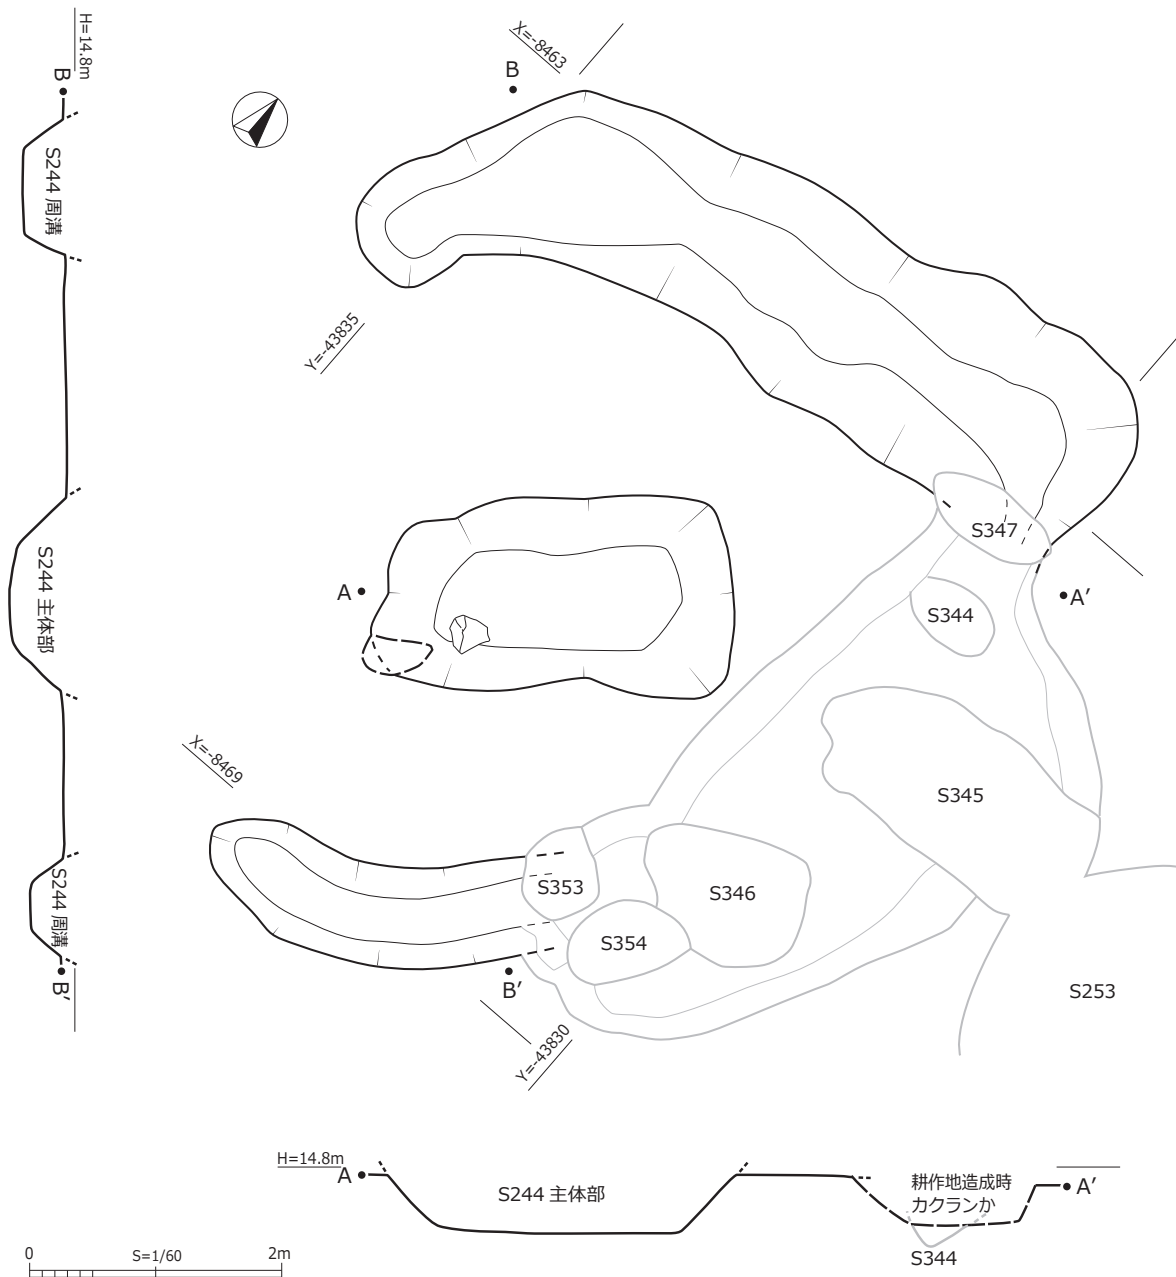 H=14.8m
B
S244 周溝
S244 主体部
S244 周溝
B′
X=-8463
B
Y=-43835
S347
A
A′
S344
X=-8469
S345
S353
S346
S354
B′
S253
Y=-43830
H=14.8m
A
S244 主体部
耕作地造成時
カクランか
A′
S344
0
S=1/60
2m